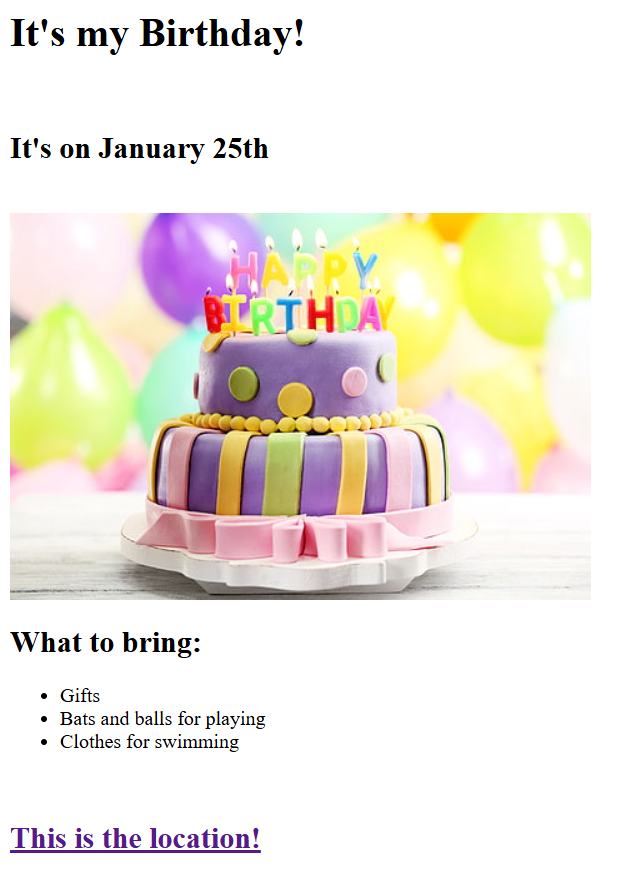 It's my Birthday!
It's on January 25th
HAPPY
BIRTHDAY
What to bring:
Gifts
Bats and balls for playing
Clothes for swimming
This is the location!